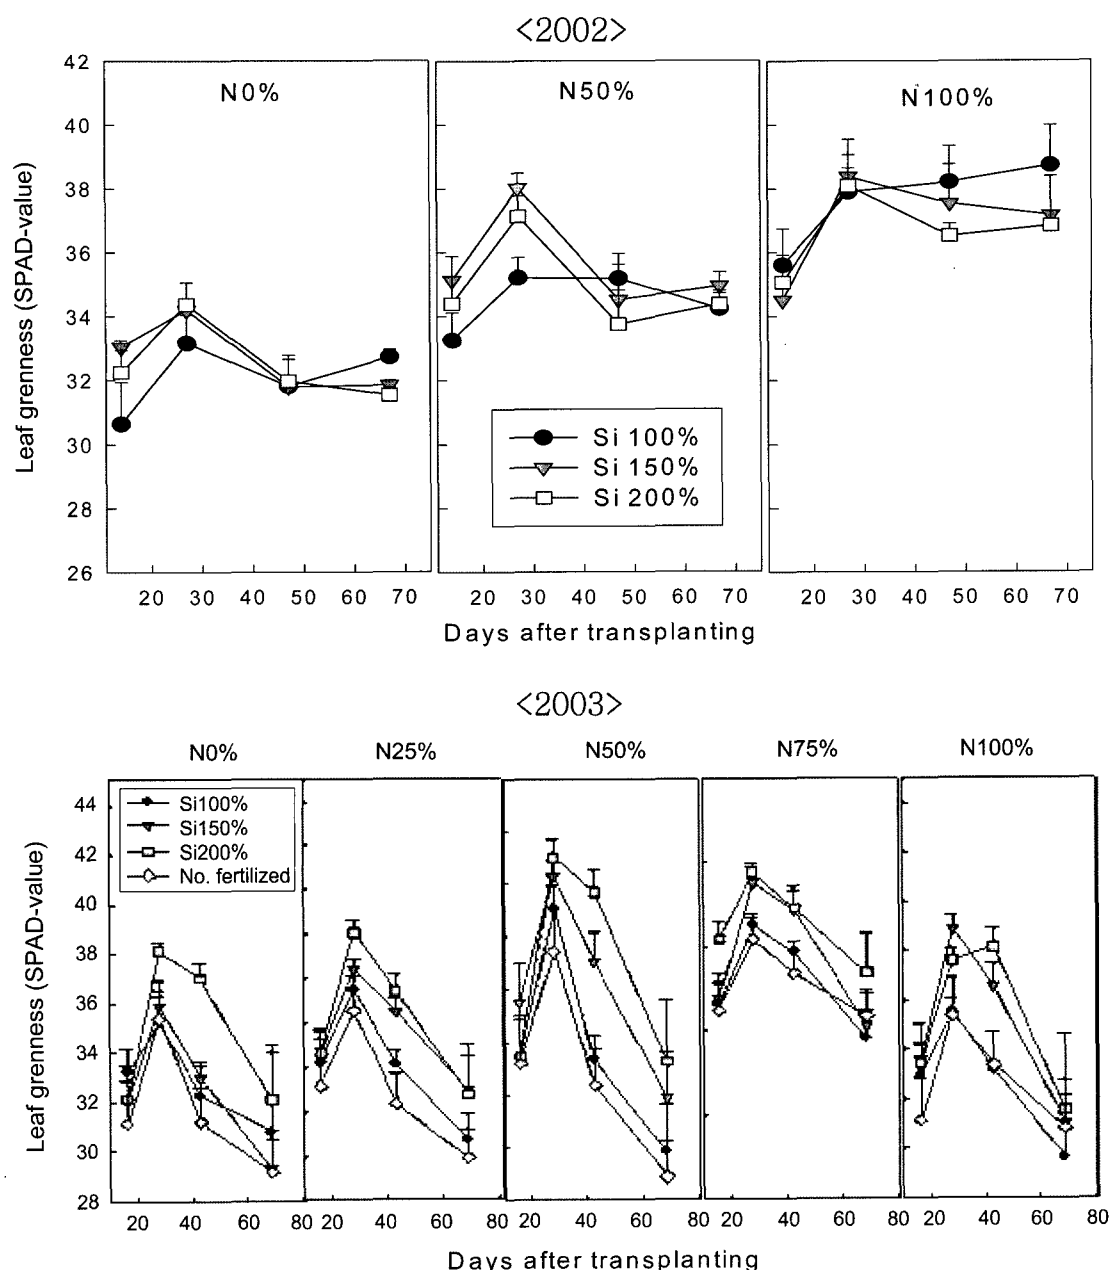 <2002>
N0% N50% N100%
42
40
38
36
34
32
30
28
26
Leaf grenness (SPAD-value)
Si 100%
Si 150%
Si 200%
20 30 40 50 60 70 20 30 40 50 60 70 20 30 40 50 60 70
Days after transplanting
<2003>
N0% N25% N50% N75% N100%
44
42
40
38
36
34
32
30
28
Leaf grenness (SPAD-value)
Si100%
Si150%
Si200%
No. fertilized
20 40 60 80 20 40 60 80 20 40 60 80 20 40 60 80 20 40 60 80
Days after transplanting